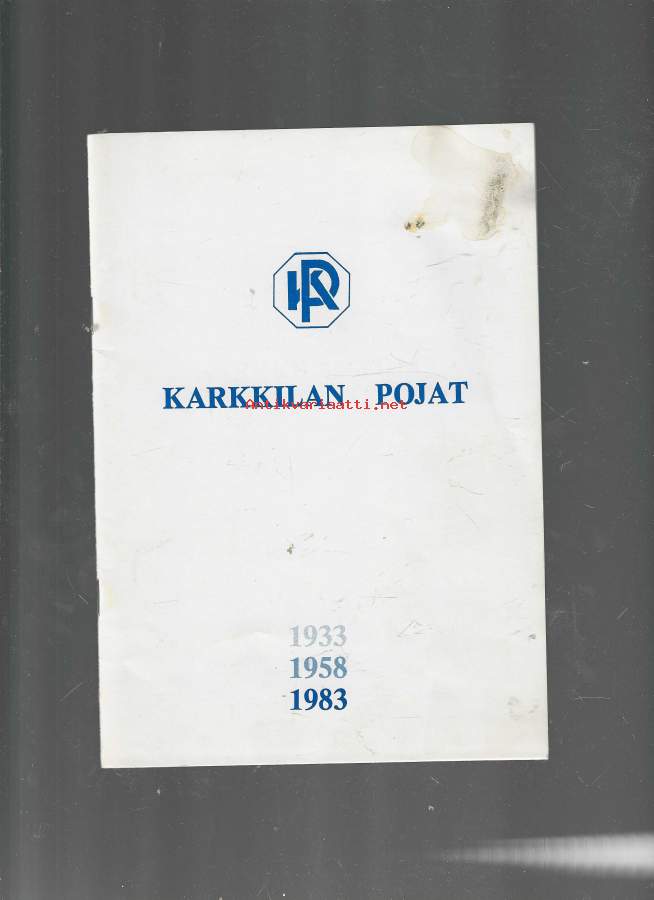 KP
KARKKILAN POJAT
Antikvariaatti.net
1933
1958
1983